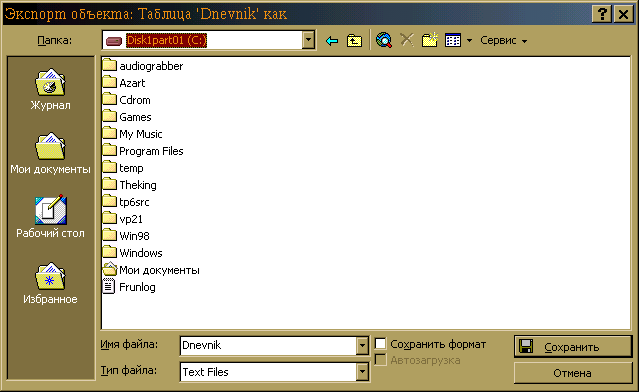 Экспорт объекта: Таблица 'Dnevnik' как
Папка:
Disk1part01 (C:)
Сервис
Журнал
Мои документы
Рабочий стол
Избранное
audiograbber
Azart
Cdrom
Games
My Music
Program Files
temp
Theking
tp6src
vp21
Win98
Windows
Мои документы
Frunlog
Имя файла:
Dnevnik
Тип файла:
Text Files
Сохранить формат
Автозагрузка
Сохранить
Отмена